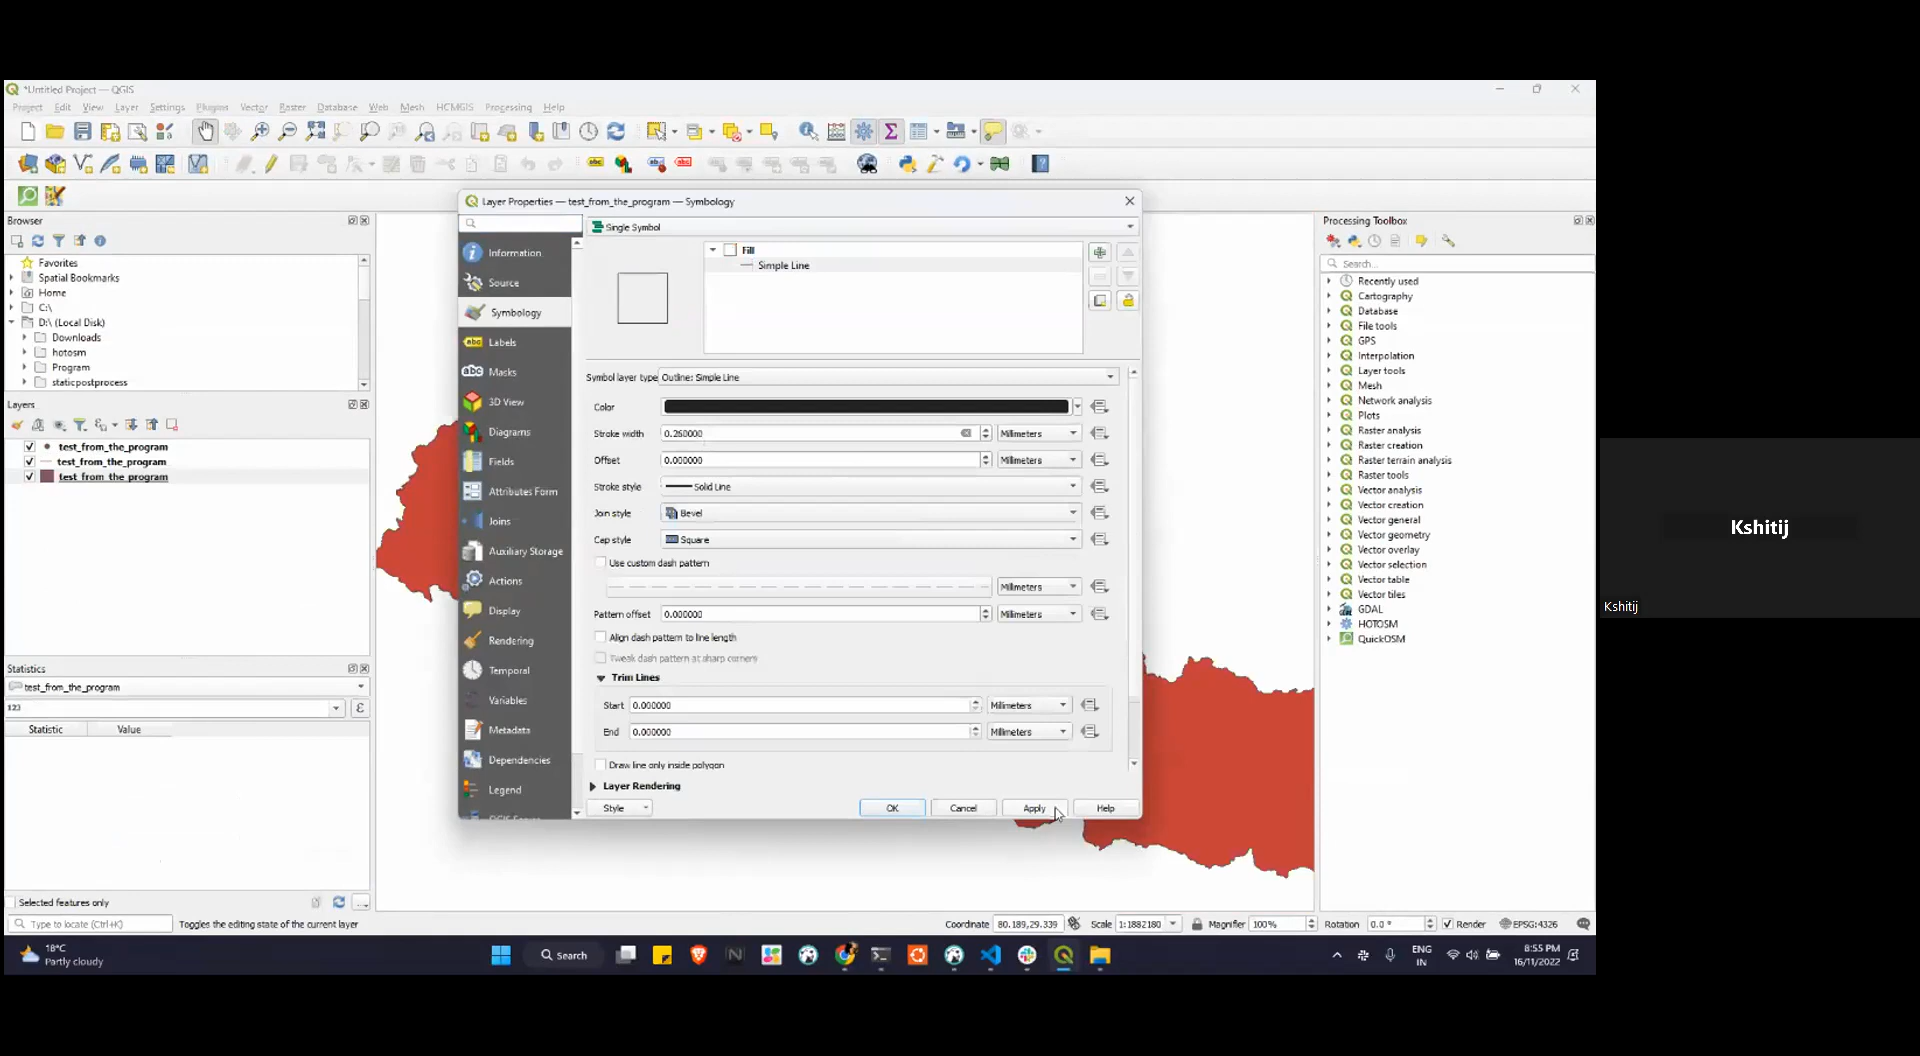 *Untitled Project — QGIS
Project Edit View Layer Settings Plugins Vector Raster Database Web Mesh HCMGIS Processing Help
Browser
Favorites
Spatial Bookmarks
Home
C:\
D:\ (Local Disk)
Downloads
hotosm
Program
staticpostprocess
Layers
test_from_the_program
test_from_the_program
test_from_the_program
Statistics
test_from_the_program
123
ε
Statistic Value
Selected features only
Type to locate (Ctrl+K)
Toggles the editing state of the current layer
Layer Properties — test_from_the_program — Symbology
Information
Source
Symbology
Labels
Masks
3D View
Diagrams
Fields
Attributes Form
Joins
Auxiliary Storage
Actions
Display
Rendering
Temporal
Variables
Metadata
Dependencies
Legend
QGIS Server
Single Symbol
Fill
Simple Line
Symbol layer type Outline: Simple Line
Color
Stroke width 0.260000 Millimeters
Offset 0.000000 Millimeters
Stroke style Solid Line
Join style Bevel
Cap style Square
Use custom dash pattern
Millimeters
Pattern offset 0.000000 Millimeters
Align dash pattern to line length
Tweak dash pattern at sharp corners
Trim Lines
Start 0.000000 Millimeters
End 0.000000 Millimeters
Draw line only inside polygon
Layer Rendering
Style OK Cancel Apply Help
Processing Toolbox
Search...
Recently used
Cartography
Database
File tools
GPS
Interpolation
Layer tools
Mesh
Network analysis
Plots
Raster analysis
Raster creation
Raster terrain analysis
Raster tools
Vector analysis
Vector creation
Vector general
Vector geometry
Vector overlay
Vector selection
Vector table
Vector tiles
GDAL
HOTOSM
QuickOSM
Coordinate 80.189,29.339 Scale 1:1882180 Magnifier 100% Rotation 0.0 ° Render EPSG:4326
18°C
Partly cloudy
Search
ENG
IN
8:55 PM
16/11/2022
Kshitij
Kshitij